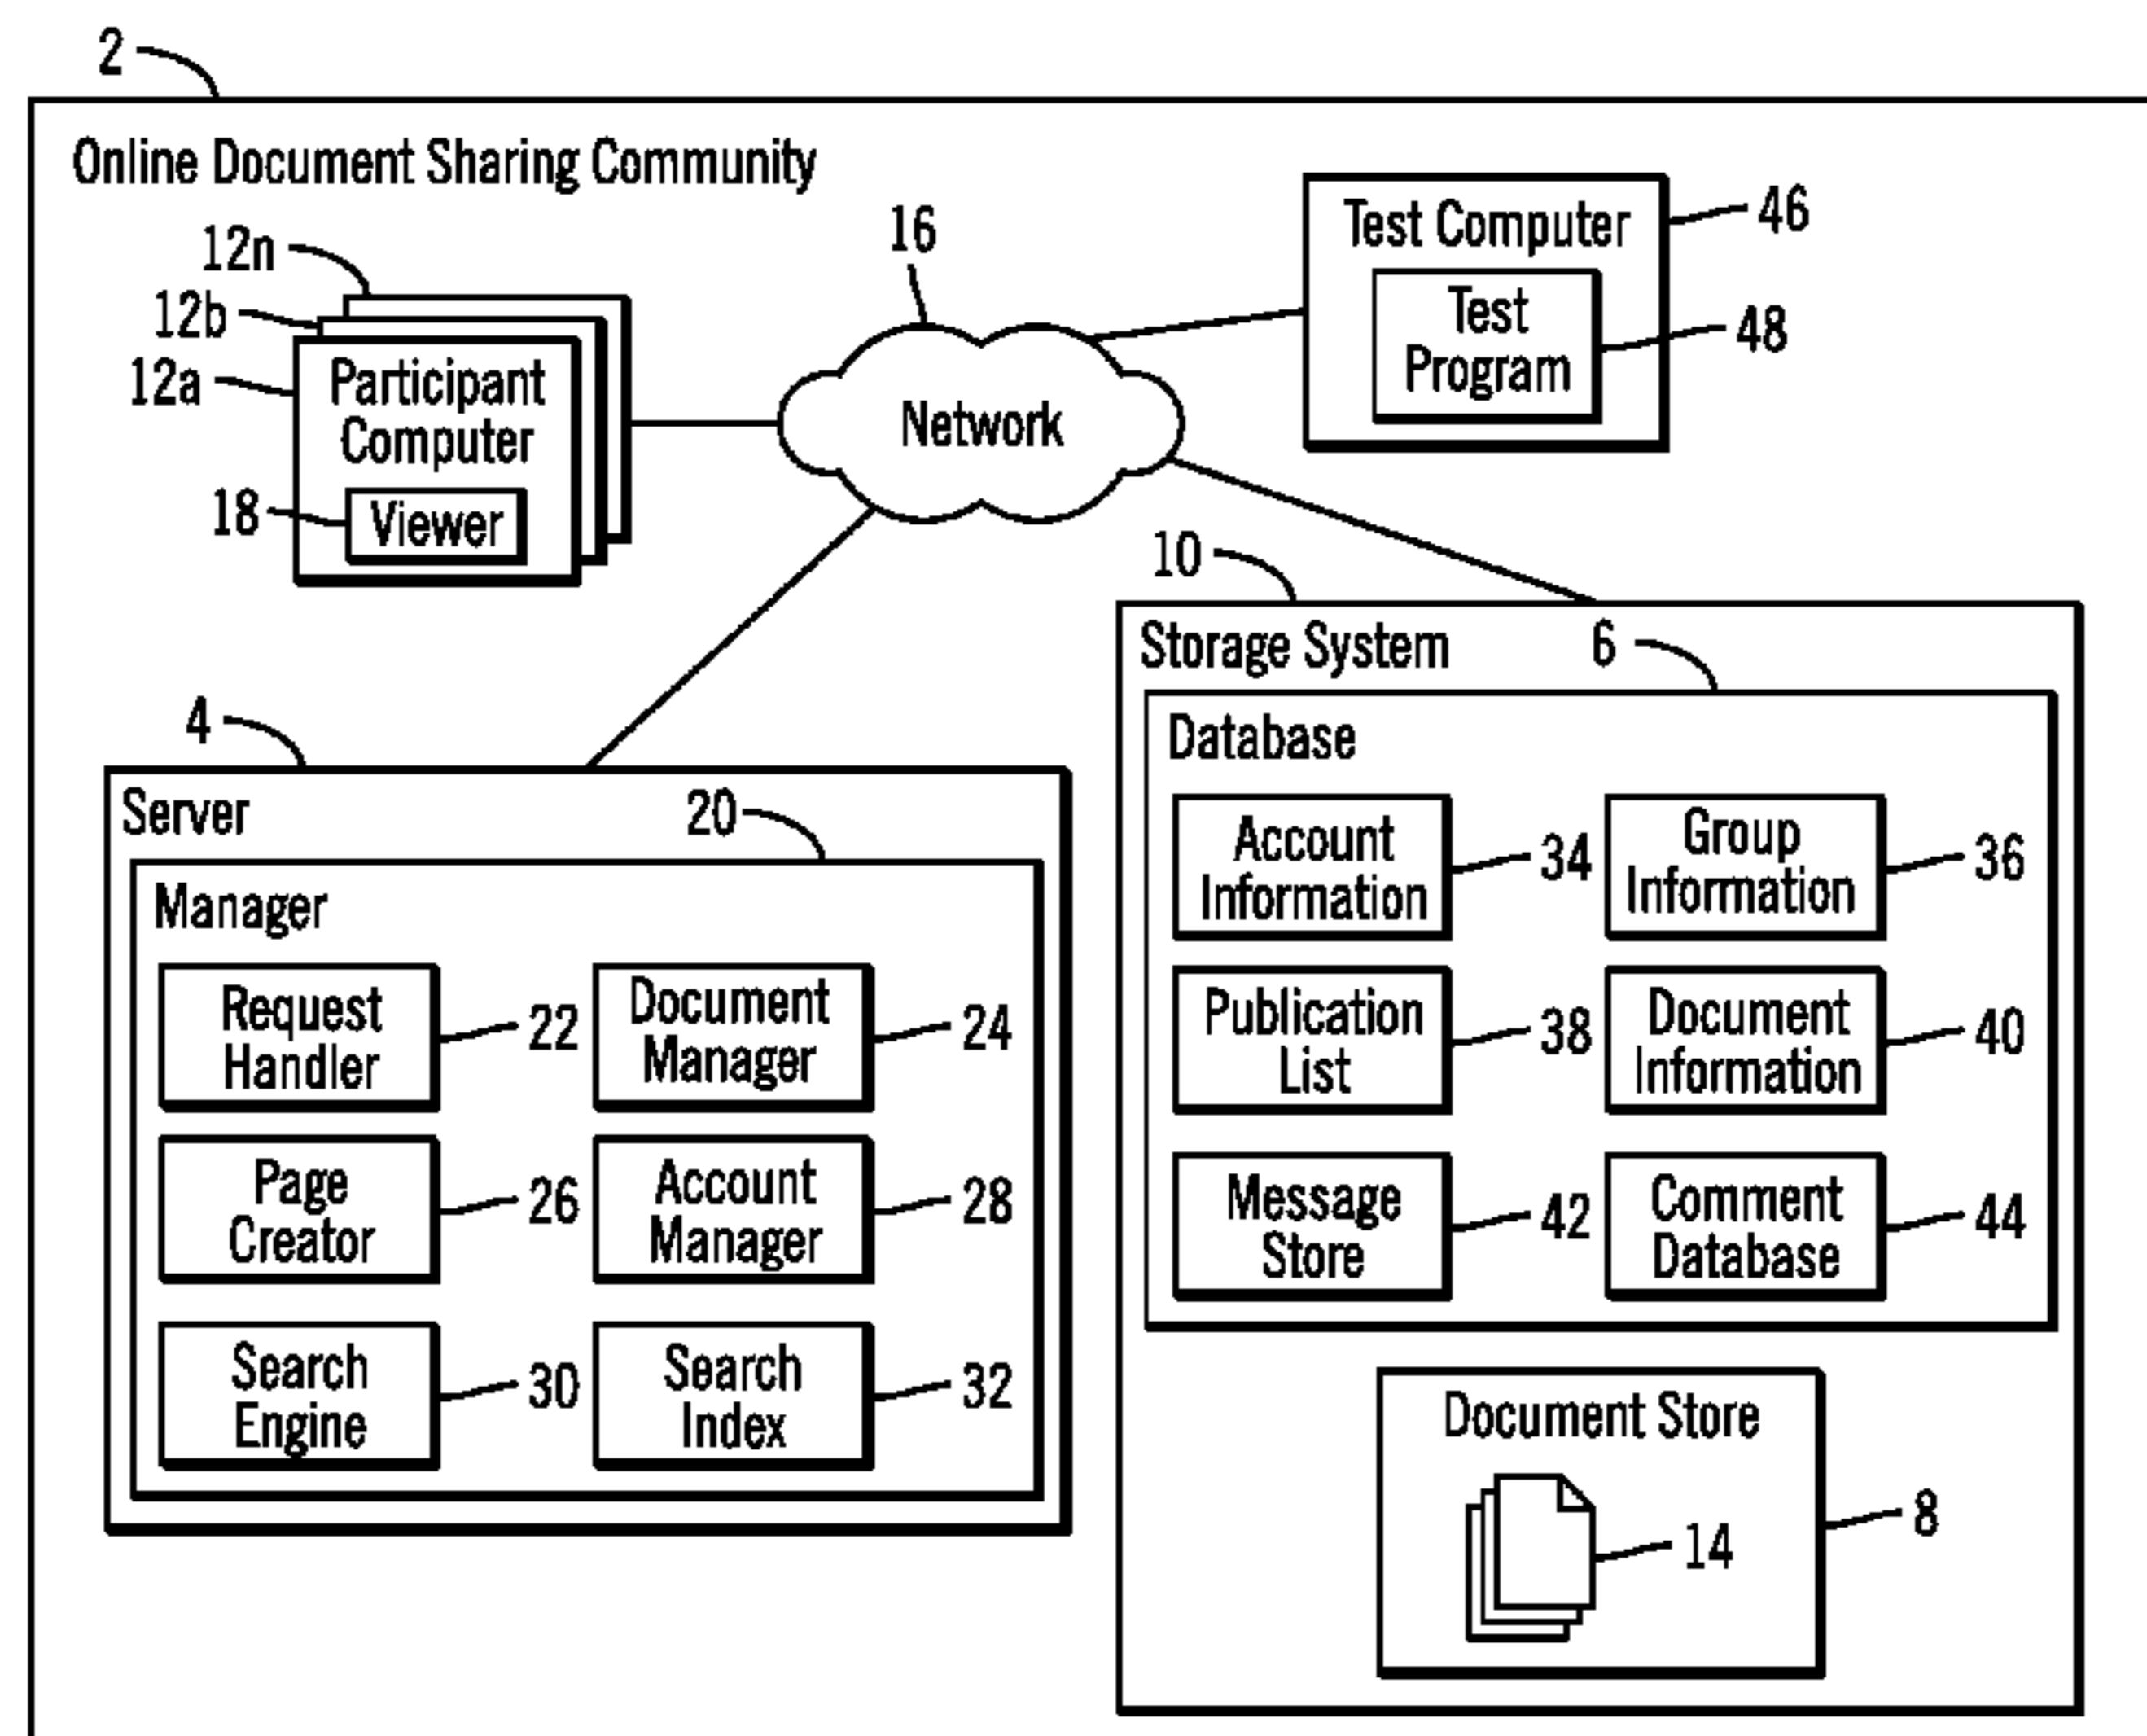 2
Online Document Sharing Community
12n
12b
12a
Participant
Computer
18
Viewer
16
Network
Test Computer
46
Test
Program
48
10
Storage System
6
Database
Account
Information
34
Group
Information
36
Publication
List
38
Document
Information
40
Message
Store
42
Comment
Database
44
Document Store
14
8
4
Server
20
Manager
Request
Handler
22
Document
Manager
24
Page
Creator
26
Account
Manager
28
Search
Engine
30
Search
Index
32